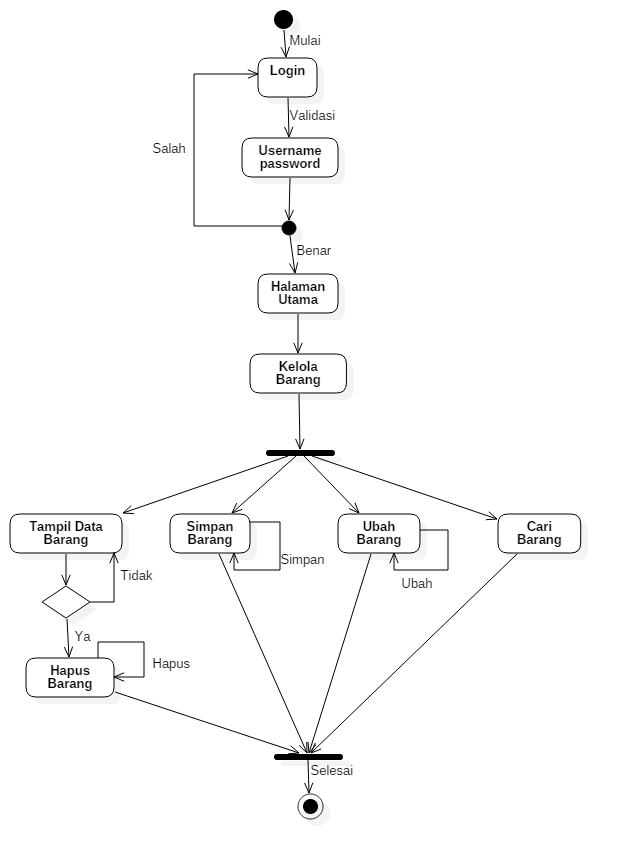 Mulai
Login
Validasi
Salah
Username
password
Benar
Halaman
Utama
Kelola
Barang
Tampil Data
Barang
Simpan
Barang
Ubah
Barang
Cari
Barang
Simpan
Tidak
Ubah
Ya
Hapus
Barang
Hapus
Selesai